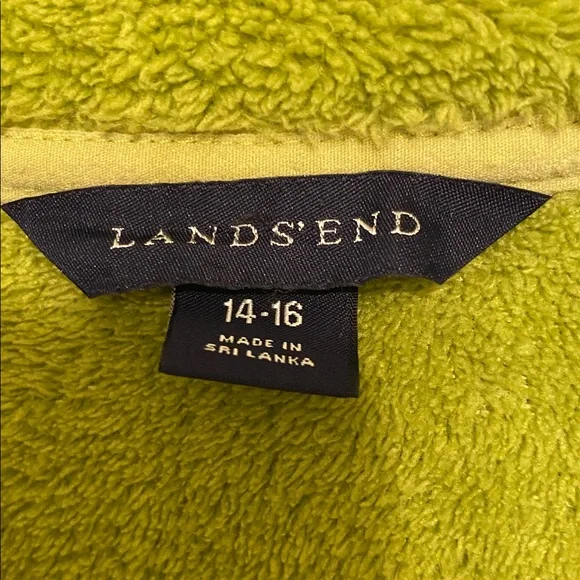 LANDS' END
14-16
MADE IN
SRI LANKA